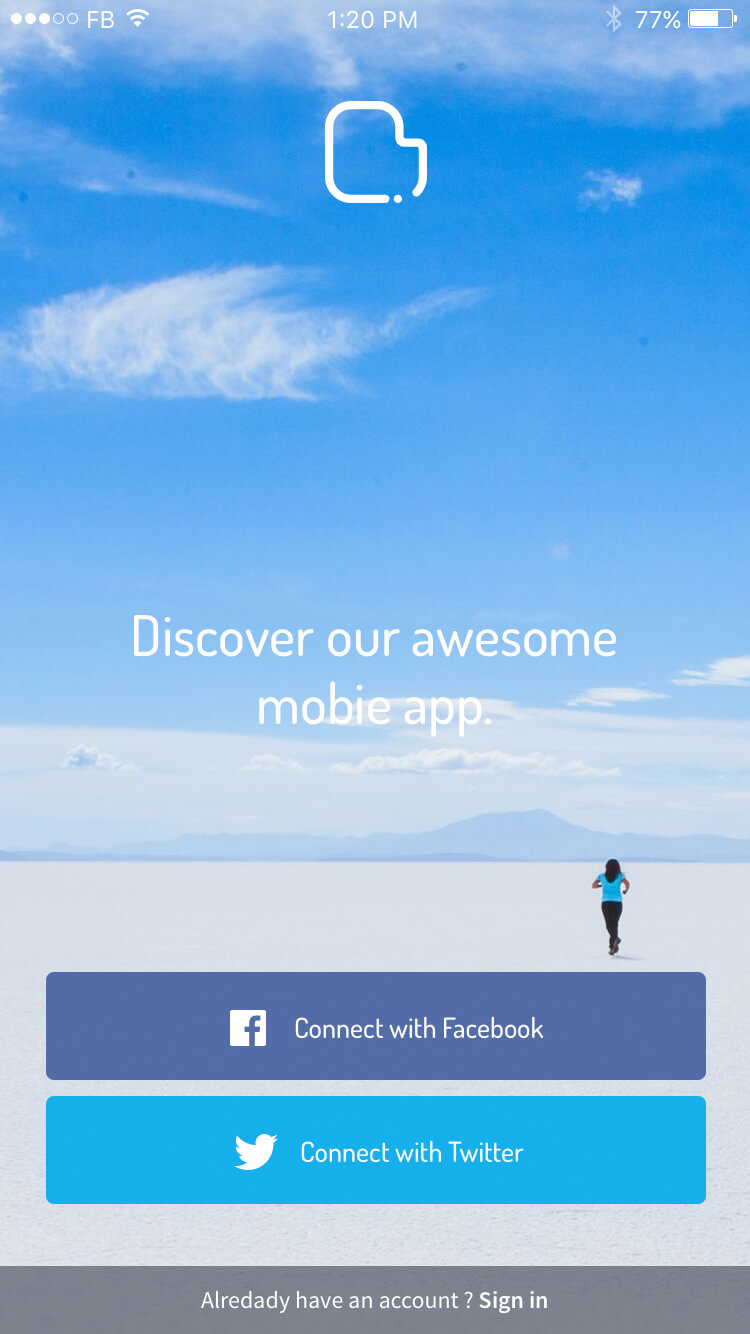 FB 1:20 PM 77%
Discover our awesome
mobie app.
Connect with Facebook
Connect with Twitter
Alredady have an account ? Sign in